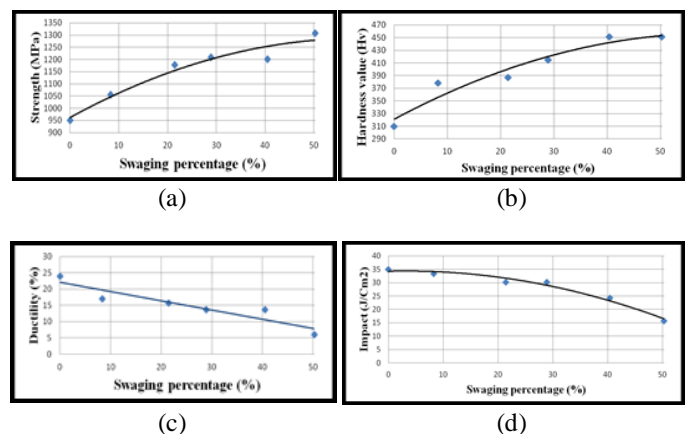 1350
1300
1250
1200
1150
1100
1050
1000
950
900
Strength (MPa)
0 10 20 30 40 50
Swaging percentage (%)
(a)
450
430
410
390
370
350
330
310
290
Hardness value (Hv)
0 10 20 30 40 50
Swaging percentage (%)
(b)
30
25
20
15
10
5
0
Ductility (%)
0 10 20 30 40 50
Swaging percentage (%)
(c)
40
35
30
25
20
15
10
5
0
Impact (J/Cm2)
0 10 20 30 40 50
Swaging percentage (%)
(d)